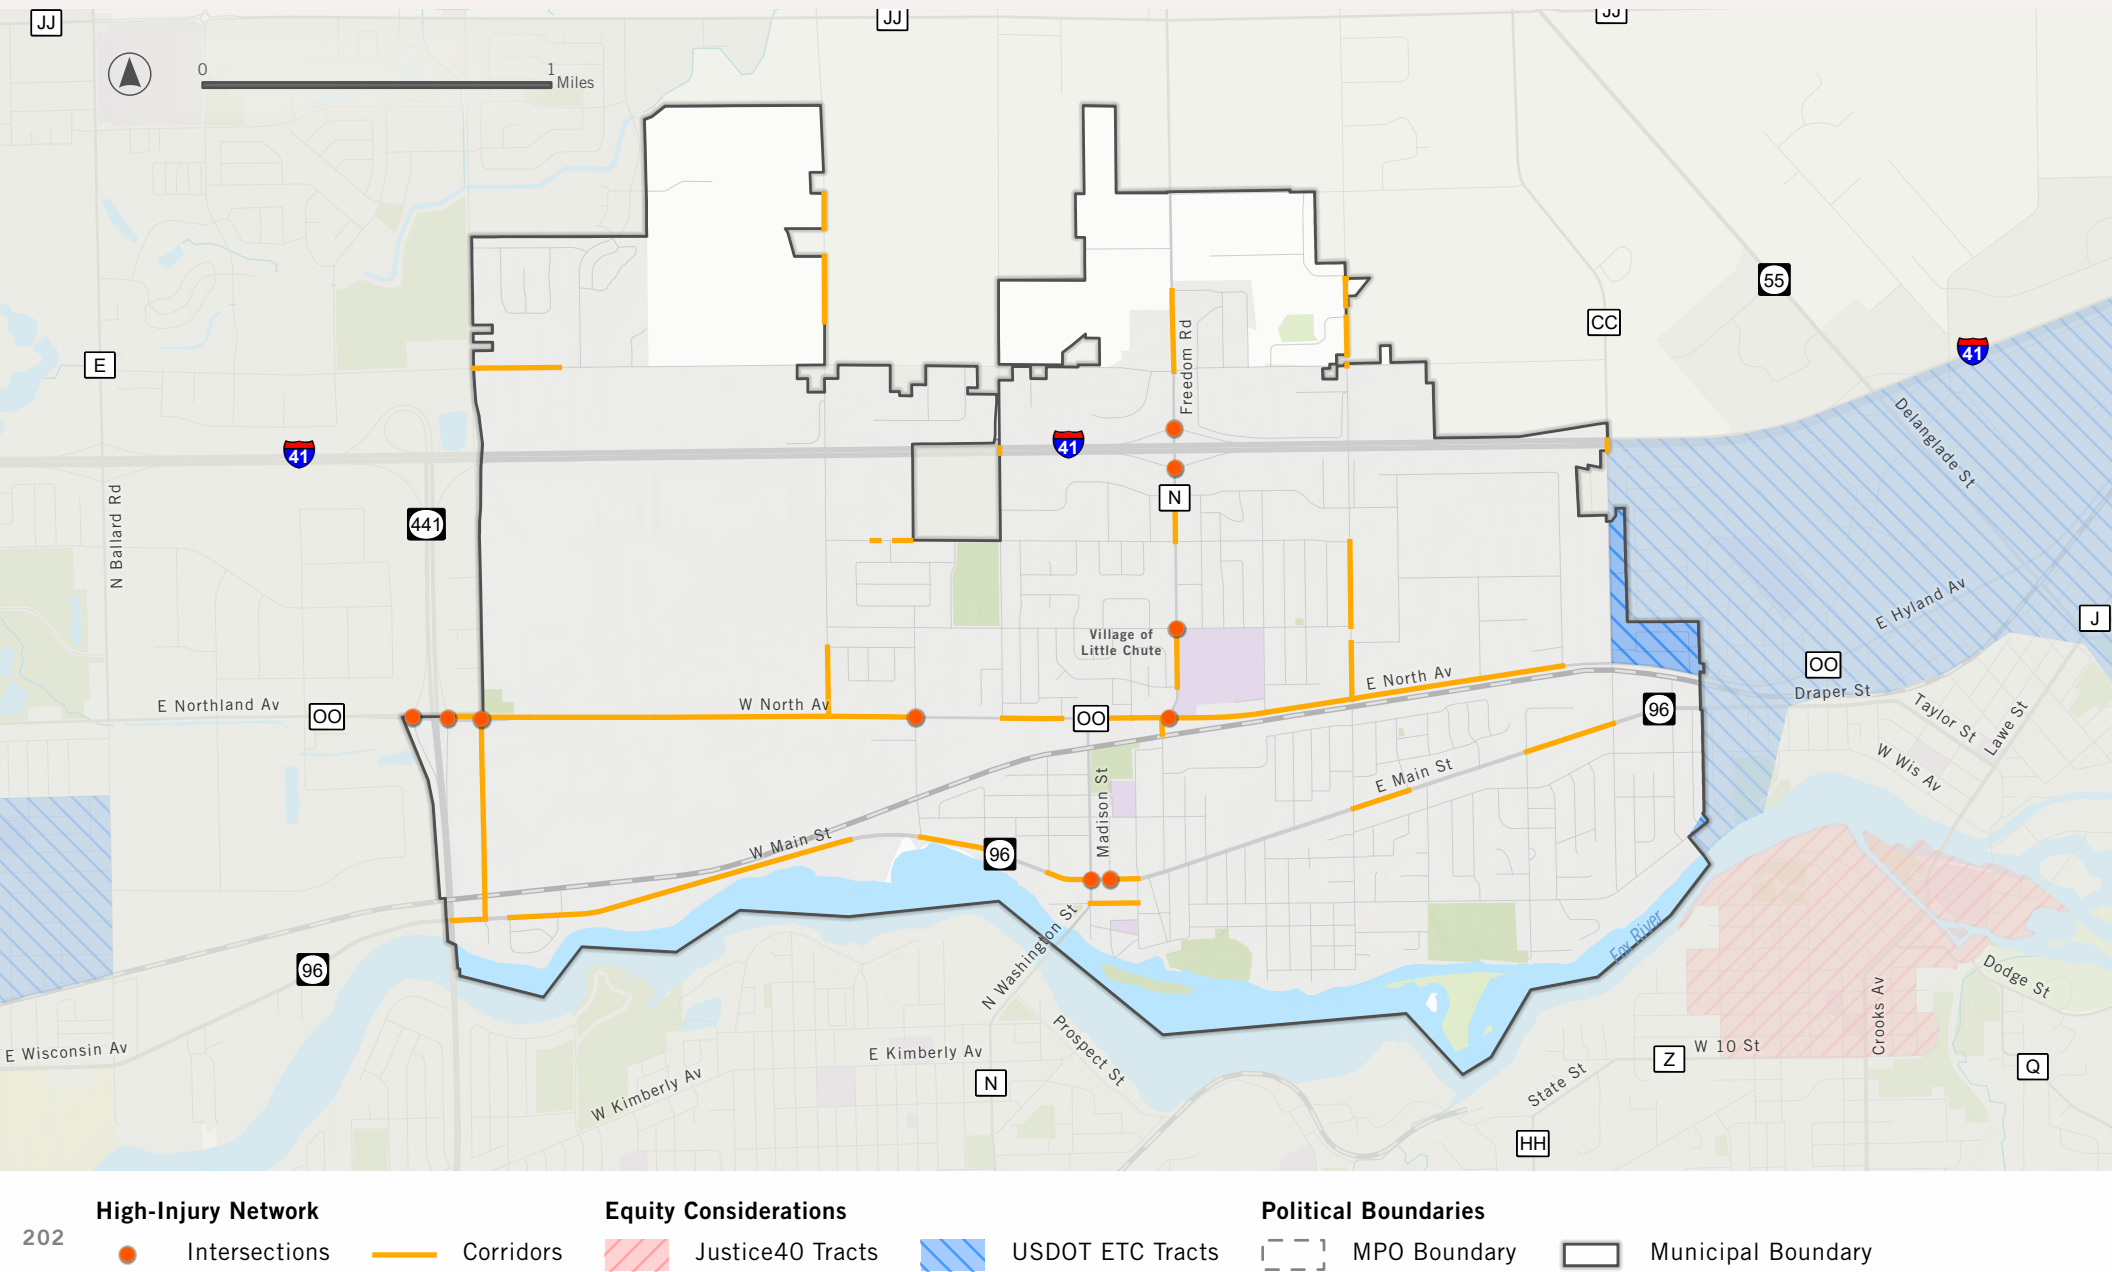 JJ
JJ
JJ
0
1
Miles
55
CC
E
41
Freedom Rd
41
41
Delanglade St
N Ballard Rd
441
N
E Hyland Av
J
Village of
Little Chute
OO
E North Av
Draper St
E Northland Av
OO
W North Av
OO
96
Taylor St
Lawe St
W Wis Av
E Main St
Madison St
W Main St
96
N Washington St
Fox River
96
Dodge St
Crooks Av
Prospect St
E Wisconsin Av
E Kimberly Av
W 10 St
Z
Q
N
W Kimberly Av
State St
HH
High-Injury Network
Equity Considerations
Political Boundaries
202
Intersections
Corridors
Justice40 Tracts
USDOT ETC Tracts
MPO Boundary
Municipal Boundary